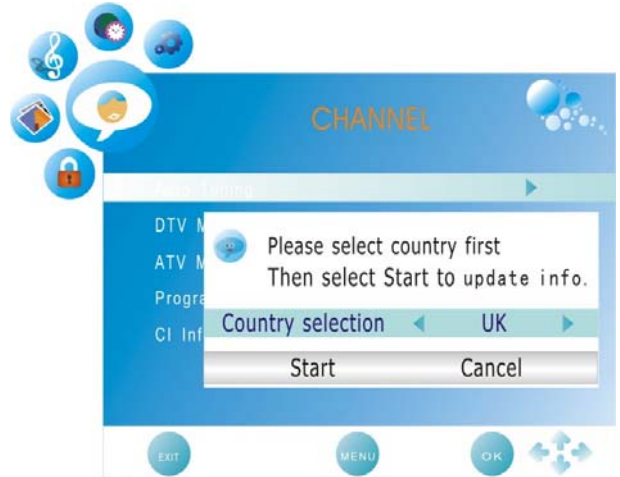 CHANNEL
Auto Tuning
DTV M
ATV M
Progra
CI Inf
Please select country first
Then select Start to update info.
Country selection UK
Start Cancel
EXIT MENU OK